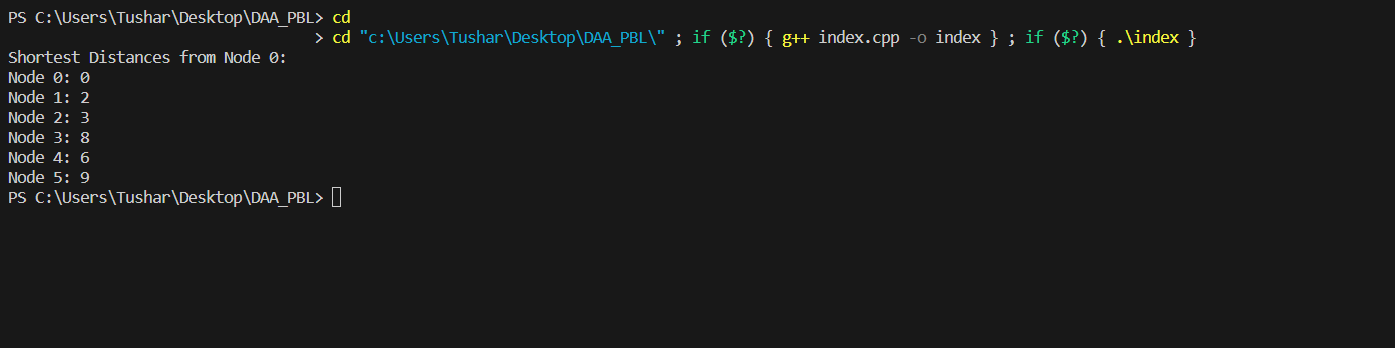 PS C:\Users\Tushar\Desktop\DAA_PBL> cd
> cd "c:\Users\Tushar\Desktop\DAA_PBL\" ; if ($?) { g++ index.cpp -o index } ; if ($?) { .\index }
Shortest Distances from Node 0:
Node 0: 0
Node 1: 2
Node 2: 3
Node 3: 8
Node 4: 6
Node 5: 9
PS C:\Users\Tushar\Desktop\DAA_PBL>